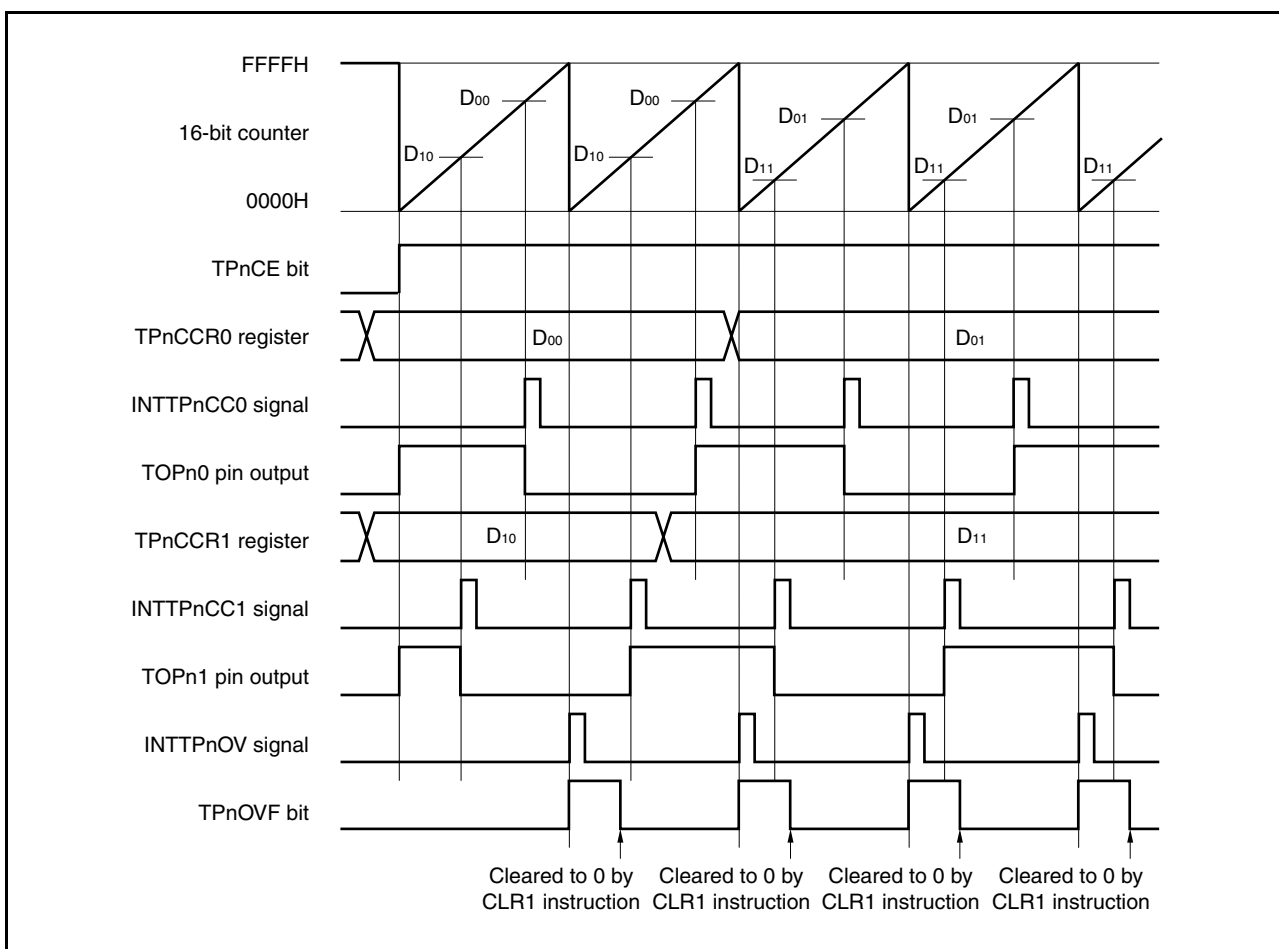 FFFFH
D00
D00
D01
D01
16-bit counter
D10
D10
D11
D11
D11
0000H
TPnCE bit
TPnCCR0 register
D00
D01
INTTPnCC0 signal
TOPn0 pin output
TPnCCR1 register
D10
D11
INTTPnCC1 signal
TOPn1 pin output
INTTPnOV signal
TPnOVF bit
Cleared to 0 by
CLR1 instruction
Cleared to 0 by
CLR1 instruction
Cleared to 0 by
CLR1 instruction
Cleared to 0 by
CLR1 instruction